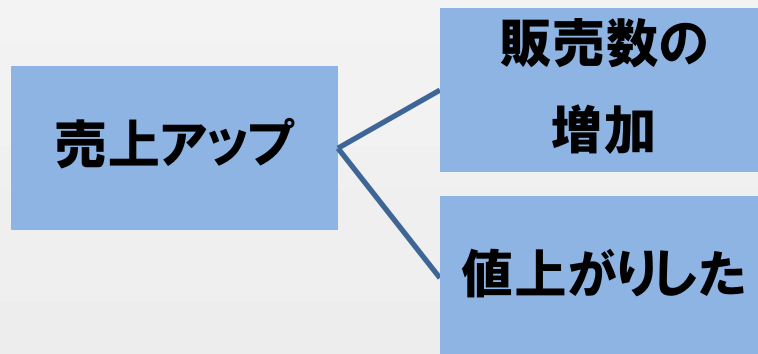 売上アップ
販売数の
増加
値上がりした